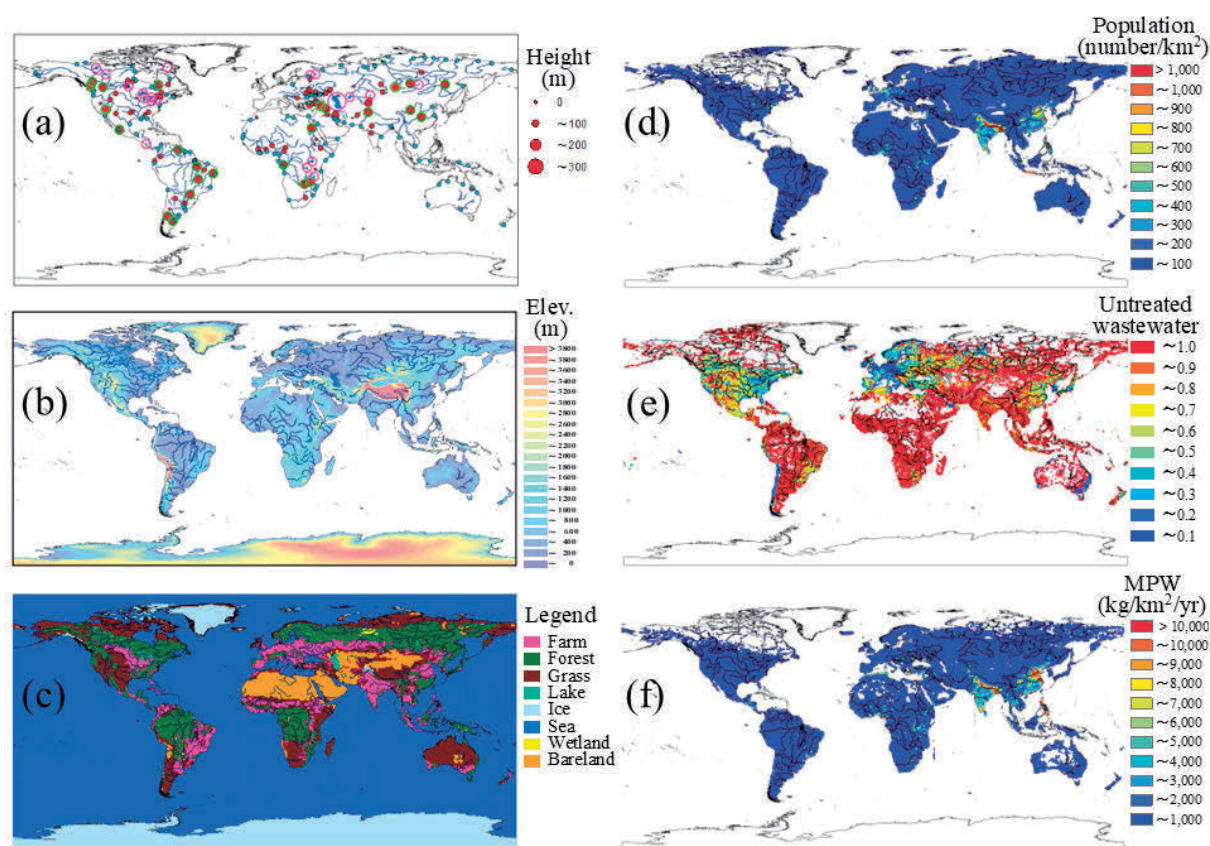 (a)
Height
(m)
0
~100
~200
~300
(b)
Elev.
(m)
> 3800
~ 3800
~ 3600
~ 3400
~ 3200
~ 3000
~ 2800
~ 2600
~ 2400
~ 2200
~ 2000
~ 1800
~ 1600
~ 1400
~ 1200
~ 1000
~ 800
~ 600
~ 400
~ 200
~ 0
(c)
Legend
Farm
Forest
Grass
Lake
Ice
Sea
Wetland
Bareland
(d)
Population
(number/km²)
> 1,000
~1,000
~900
~800
~700
~600
~500
~400
~300
~200
~100
(e)
Untreated
wastewater
~1.0
~0.9
~0.8
~0.7
~0.6
~0.5
~0.4
~0.3
~0.2
~0.1
(f)
MPW
(kg/km²/yr)
> 10,000
~10,000
~9,000
~8,000
~7,000
~6,000
~5,000
~4,000
~3,000
~2,000
~1,000